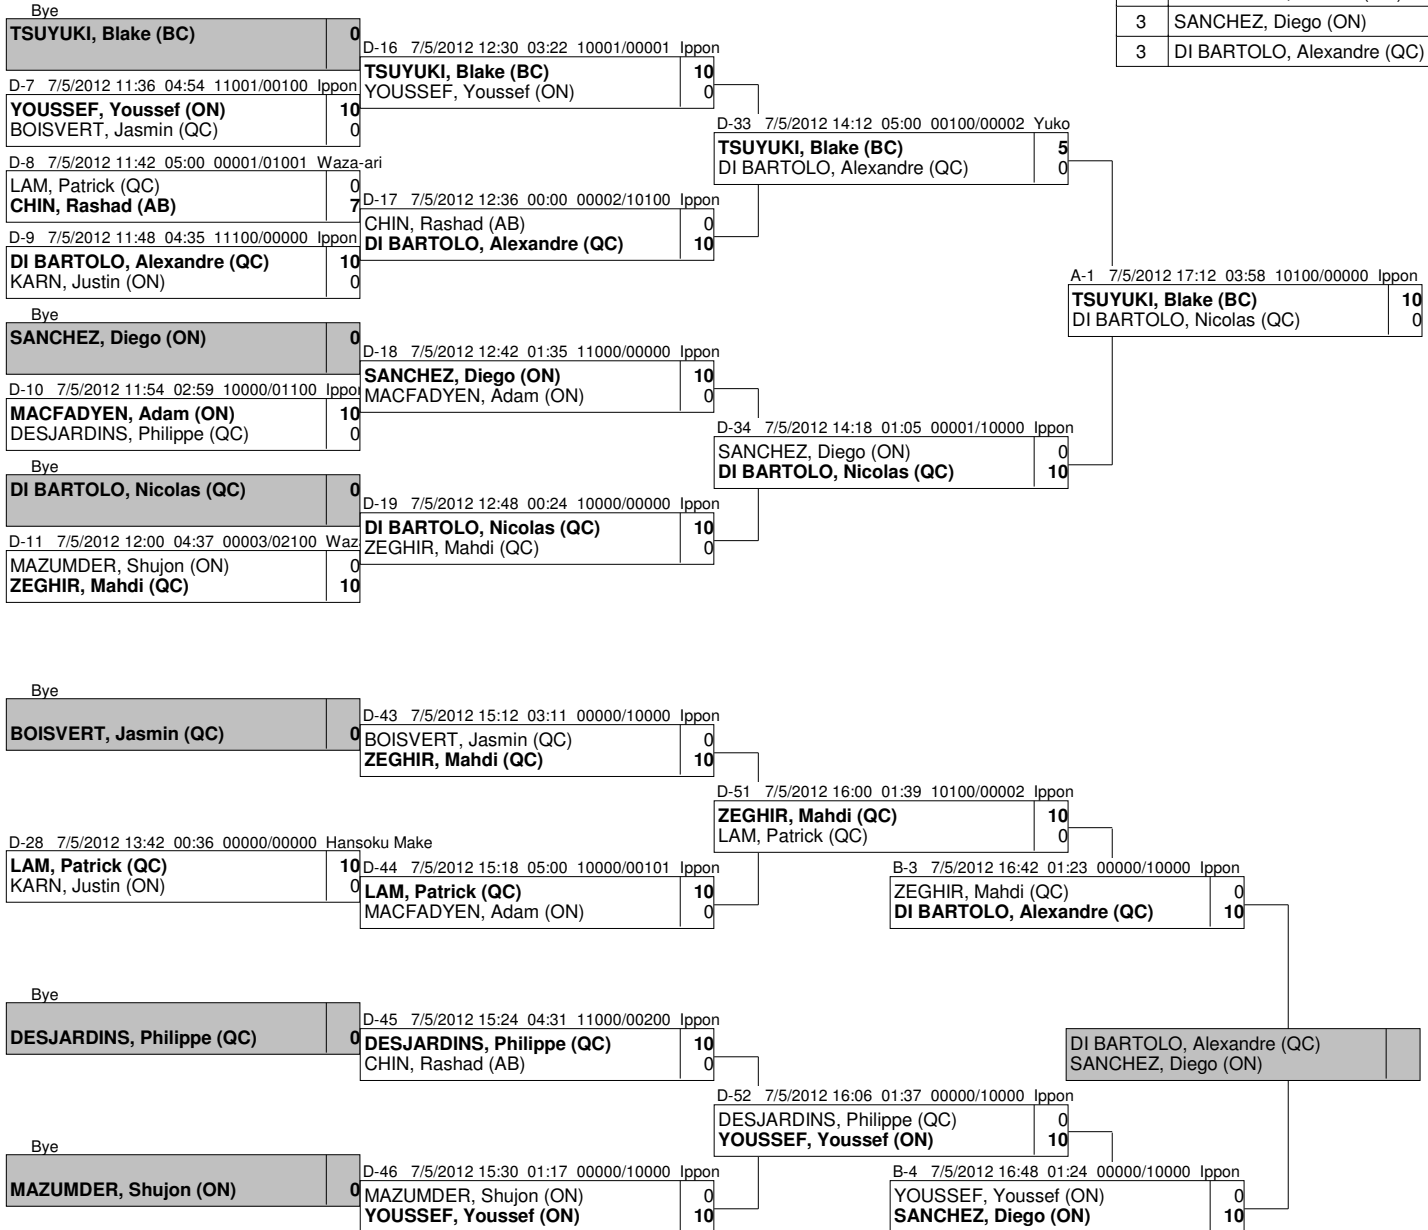 Bye
TSUYUKI, Blake (BC) 0
D-7 7/5/2012 11:36 04:54 11001/00100 Ippon
YOUSSEF, Youssef (ON) 10
BOISVERT, Jasmin (QC) 0
D-8 7/5/2012 11:42 05:00 00001/01001 Waza-ari
LAM, Patrick (QC) 0
CHIN, Rashad (AB) 7
D-9 7/5/2012 11:48 04:35 11100/00000 Ippon
DI BARTOLO, Alexandre (QC) 10
KARN, Justin (ON) 0
Bye
SANCHEZ, Diego (ON) 0
D-10 7/5/2012 11:54 02:59 10000/01100 Ippon
MACFADYEN, Adam (ON) 10
DESJARDINS, Philippe (QC) 0
Bye
DI BARTOLO, Nicolas (QC) 0
D-11 7/5/2012 12:00 04:37 00003/02100 Waz
MAZUMDER, Shujon (ON) 0
ZEGHIR, Mahdi (QC) 10
D-16 7/5/2012 12:30 03:22 10001/00001 Ippon
TSUYUKI, Blake (BC) 10
YOUSSEF, Youssef (ON) 0
D-17 7/5/2012 12:36 00:00 00002/10100 Ippon
CHIN, Rashad (AB) 0
DI BARTOLO, Alexandre (QC) 10
D-18 7/5/2012 12:42 01:35 11000/00000 Ippon
SANCHEZ, Diego (ON) 10
MACFADYEN, Adam (ON) 0
D-19 7/5/2012 12:48 00:24 10000/00000 Ippon
DI BARTOLO, Nicolas (QC) 10
ZEGHIR, Mahdi (QC) 0
D-33 7/5/2012 14:12 05:00 00100/00002 Yuko
TSUYUKI, Blake (BC) 5
DI BARTOLO, Alexandre (QC) 0
D-34 7/5/2012 14:18 01:05 00001/10000 Ippon
SANCHEZ, Diego (ON) 0
DI BARTOLO, Nicolas (QC) 10
3 SANCHEZ, Diego (ON)
3 DI BARTOLO, Alexandre (QC)
A-1 7/5/2012 17:12 03:58 10100/00000 Ippon
TSUYUKI, Blake (BC) 10
DI BARTOLO, Nicolas (QC) 0
Bye
BOISVERT, Jasmin (QC) 0
D-28 7/5/2012 13:42 00:36 00000/00000 Hansoku Make
LAM, Patrick (QC) 10
KARN, Justin (ON) 0
Bye
DESJARDINS, Philippe (QC) 0
Bye
MAZUMDER, Shujon (ON) 0
D-43 7/5/2012 15:12 03:11 00000/10000 Ippon
BOISVERT, Jasmin (QC) 0
ZEGHIR, Mahdi (QC) 10
D-44 7/5/2012 15:18 05:00 10000/00101 Ippon
LAM, Patrick (QC) 10
MACFADYEN, Adam (ON) 0
D-45 7/5/2012 15:24 04:31 11000/00200 Ippon
DESJARDINS, Philippe (QC) 10
CHIN, Rashad (AB) 0
D-46 7/5/2012 15:30 01:17 00000/10000 Ippon
MAZUMDER, Shujon (ON) 0
YOUSSEF, Youssef (ON) 10
D-51 7/5/2012 16:00 01:39 10100/00002 Ippon
ZEGHIR, Mahdi (QC) 10
LAM, Patrick (QC) 0
D-52 7/5/2012 16:06 01:37 00000/10000 Ippon
DESJARDINS, Philippe (QC) 0
YOUSSEF, Youssef (ON) 10
B-3 7/5/2012 16:42 01:23 00000/10000 Ippon
ZEGHIR, Mahdi (QC) 0
DI BARTOLO, Alexandre (QC) 10
B-4 7/5/2012 16:48 01:24 00000/10000 Ippon
YOUSSEF, Youssef (ON) 0
SANCHEZ, Diego (ON) 10
DI BARTOLO, Alexandre (QC)
SANCHEZ, Diego (ON)